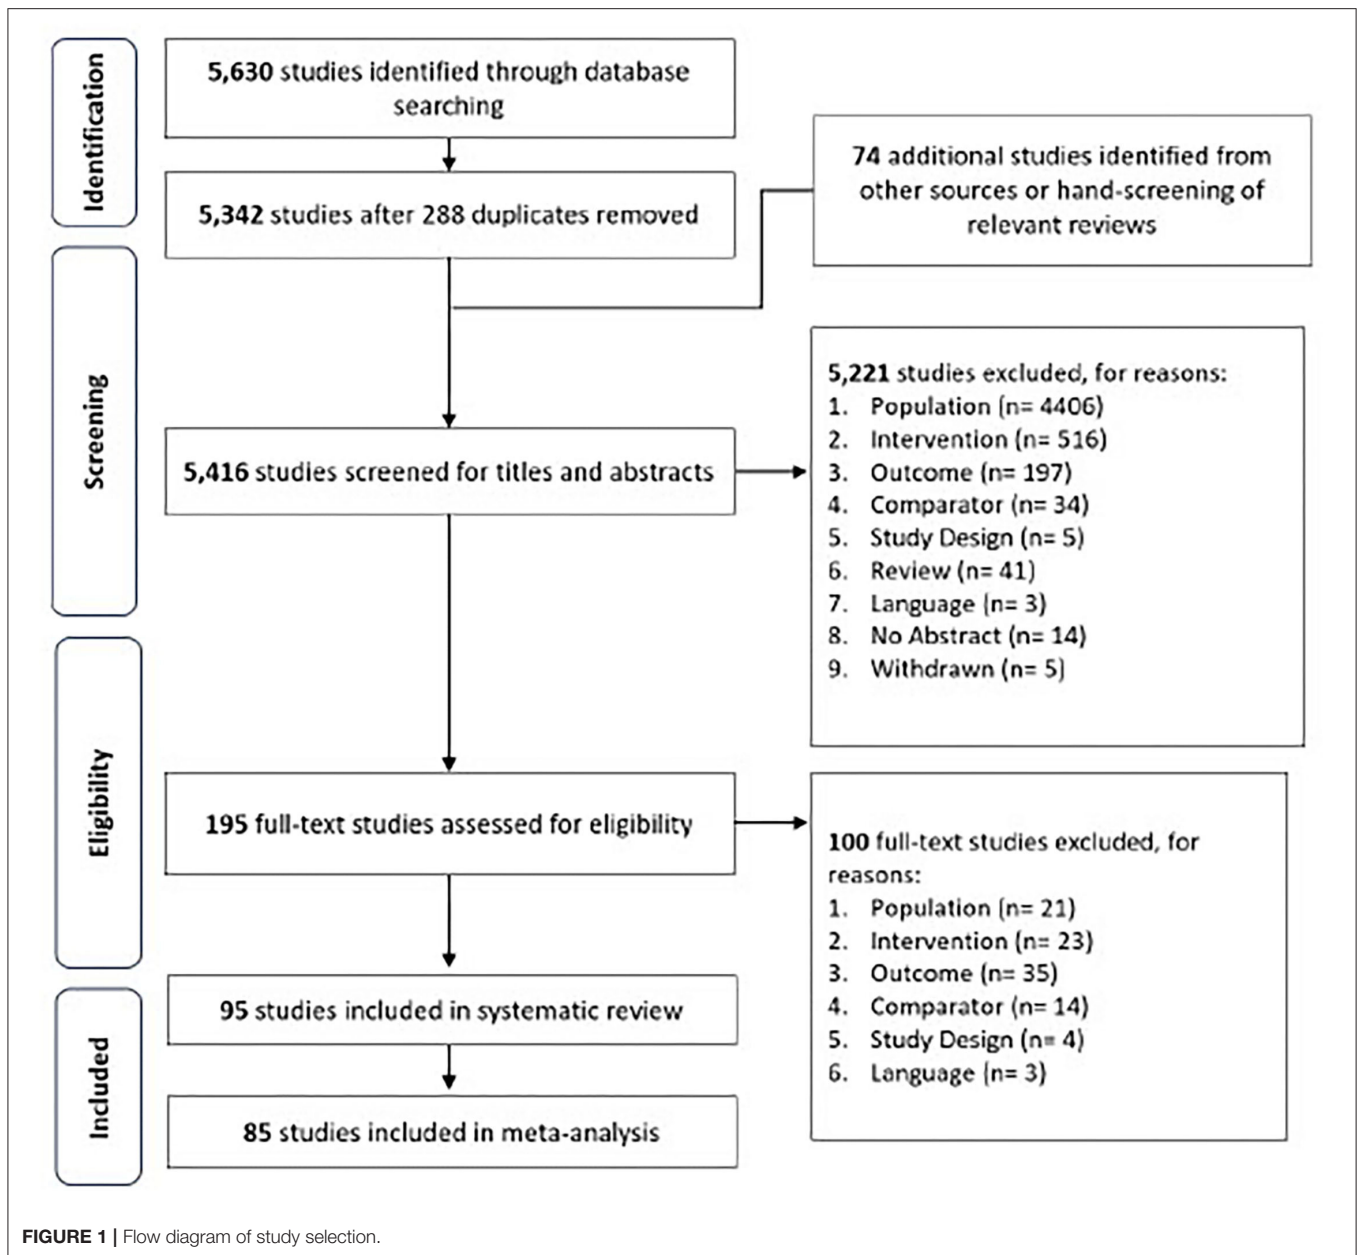 Identification
5,630 studies identified through database
searching
5,342 studies after 288 duplicates removed
74 additional studies identified from
other sources or hand-screening of
relevant reviews
Screening
5,416 studies screened for titles and abstracts
5,221 studies excluded, for reasons:
1. Population (n= 4406)
2. Intervention (n= 516)
3. Outcome (n= 197)
4. Comparator (n= 34)
5. Study Design (n= 5)
6. Review (n= 41)
7. Language (n= 3)
8. No Abstract (n= 14)
9. Withdrawn (n= 5)
Eligibility
195 full-text studies assessed for eligibility
100 full-text studies excluded, for
reasons:
1. Population (n= 21)
2. Intervention (n= 23)
3. Outcome (n= 35)
4. Comparator (n= 14)
5. Study Design (n= 4)
6. Language (n= 3)
Included
95 studies included in systematic review
85 studies included in meta-analysis
FIGURE 1 | Flow diagram of study selection.